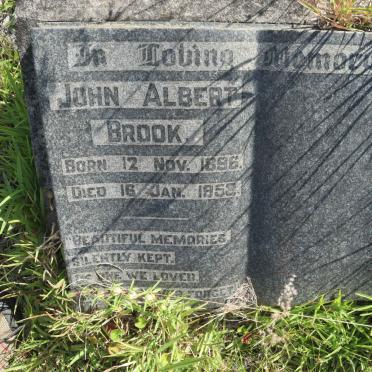 In Loving Memory
John Albert
Brook
Born 12 Nov. 1896.
Died 16 Jan. 1958.
Beautiful memories
silently kept.
we loved